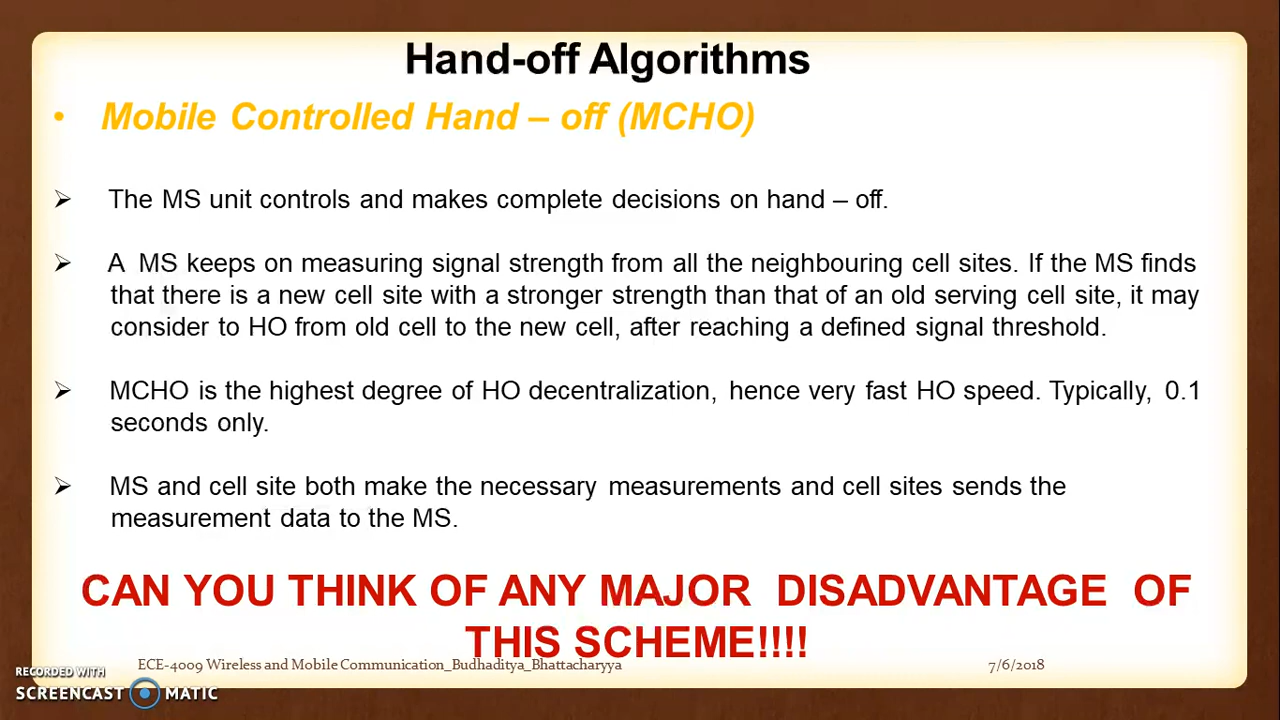 Hand-off Algorithms
• Mobile Controlled Hand – off (MCHO)
➢ The MS unit controls and makes complete decisions on hand – off.
➢ A MS keeps on measuring signal strength from all the neighbouring cell sites. If the MS finds
that there is a new cell site with a stronger strength than that of an old serving cell site, it may
consider to HO from old cell to the new cell, after reaching a defined signal threshold.
➢ MCHO is the highest degree of HO decentralization, hence very fast HO speed. Typically, 0.1
seconds only.
➢ MS and cell site both make the necessary measurements and cell sites sends the
measurement data to the MS.
CAN YOU THINK OF ANY MAJOR DISADVANTAGE OF
THIS SCHEME!!!!
ECE-4009 Wireless and Mobile Communication_Budhaditya_Bhattacharyya 7/6/2018
RECORDED WITH
SCREENCAST MATIC